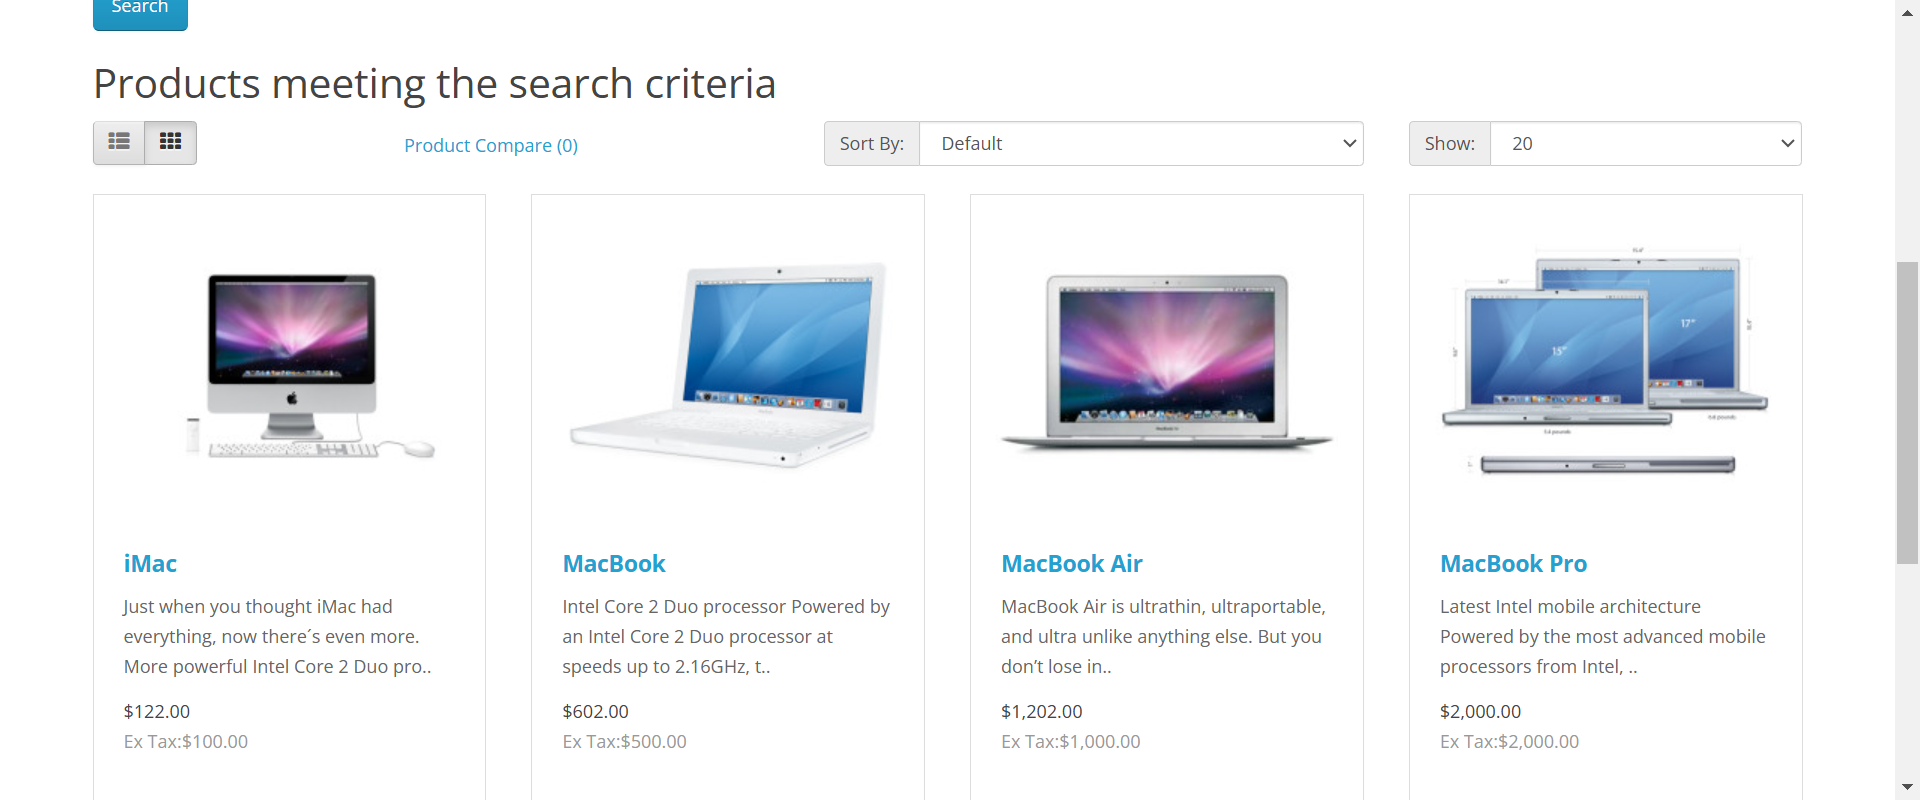 Search
Products meeting the search criteria
Product Compare (0)
Sort By: Default
Show: 20
15"
17"
iMac
Just when you thought iMac had
everything, now there´s even more.
More powerful Intel Core 2 Duo pro..
$122.00
Ex Tax:$100.00
MacBook
Intel Core 2 Duo processor Powered by
an Intel Core 2 Duo processor at
speeds up to 2.16GHz, t..
$602.00
Ex Tax:$500.00
MacBook Air
MacBook Air is ultrathin, ultraportable,
and ultra unlike anything else. But you
don’t lose in..
$1,202.00
Ex Tax:$1,000.00
MacBook Pro
Latest Intel mobile architecture
Powered by the most advanced mobile
processors from Intel, ..
$2,000.00
Ex Tax:$2,000.00